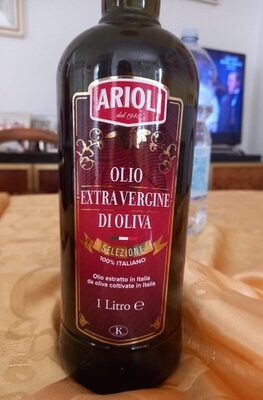 ARIOLI
OLIO
EXTRA VERGINE
DI OLIVA
SELEZIONE
100% ITALIANO
Olio estratto in Italia
da olive coltivate in Italia
1 Litro ℮
K